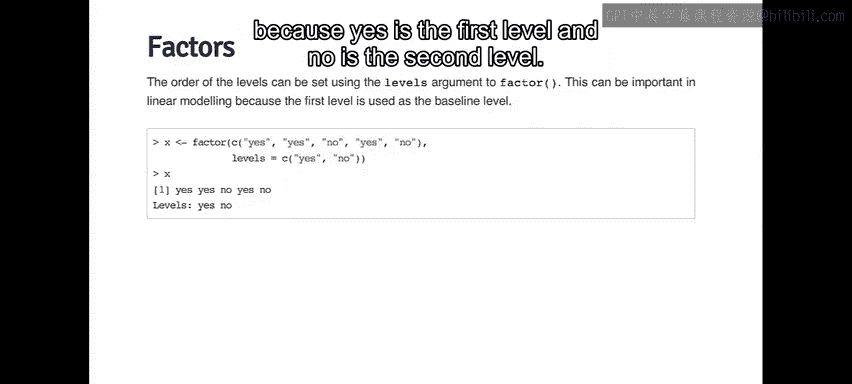 because yes is the first level and
no is the second level.
Factors
The order of the levels can be set using the levels argument to factor(). This can be important in
linear modelling because the first level is used as the baseline level.
> x <- factor(c("yes", "yes", "no", "yes", "no"),
levels = c("yes", "no"))
> x
[1] yes yes no yes no
Levels: yes no